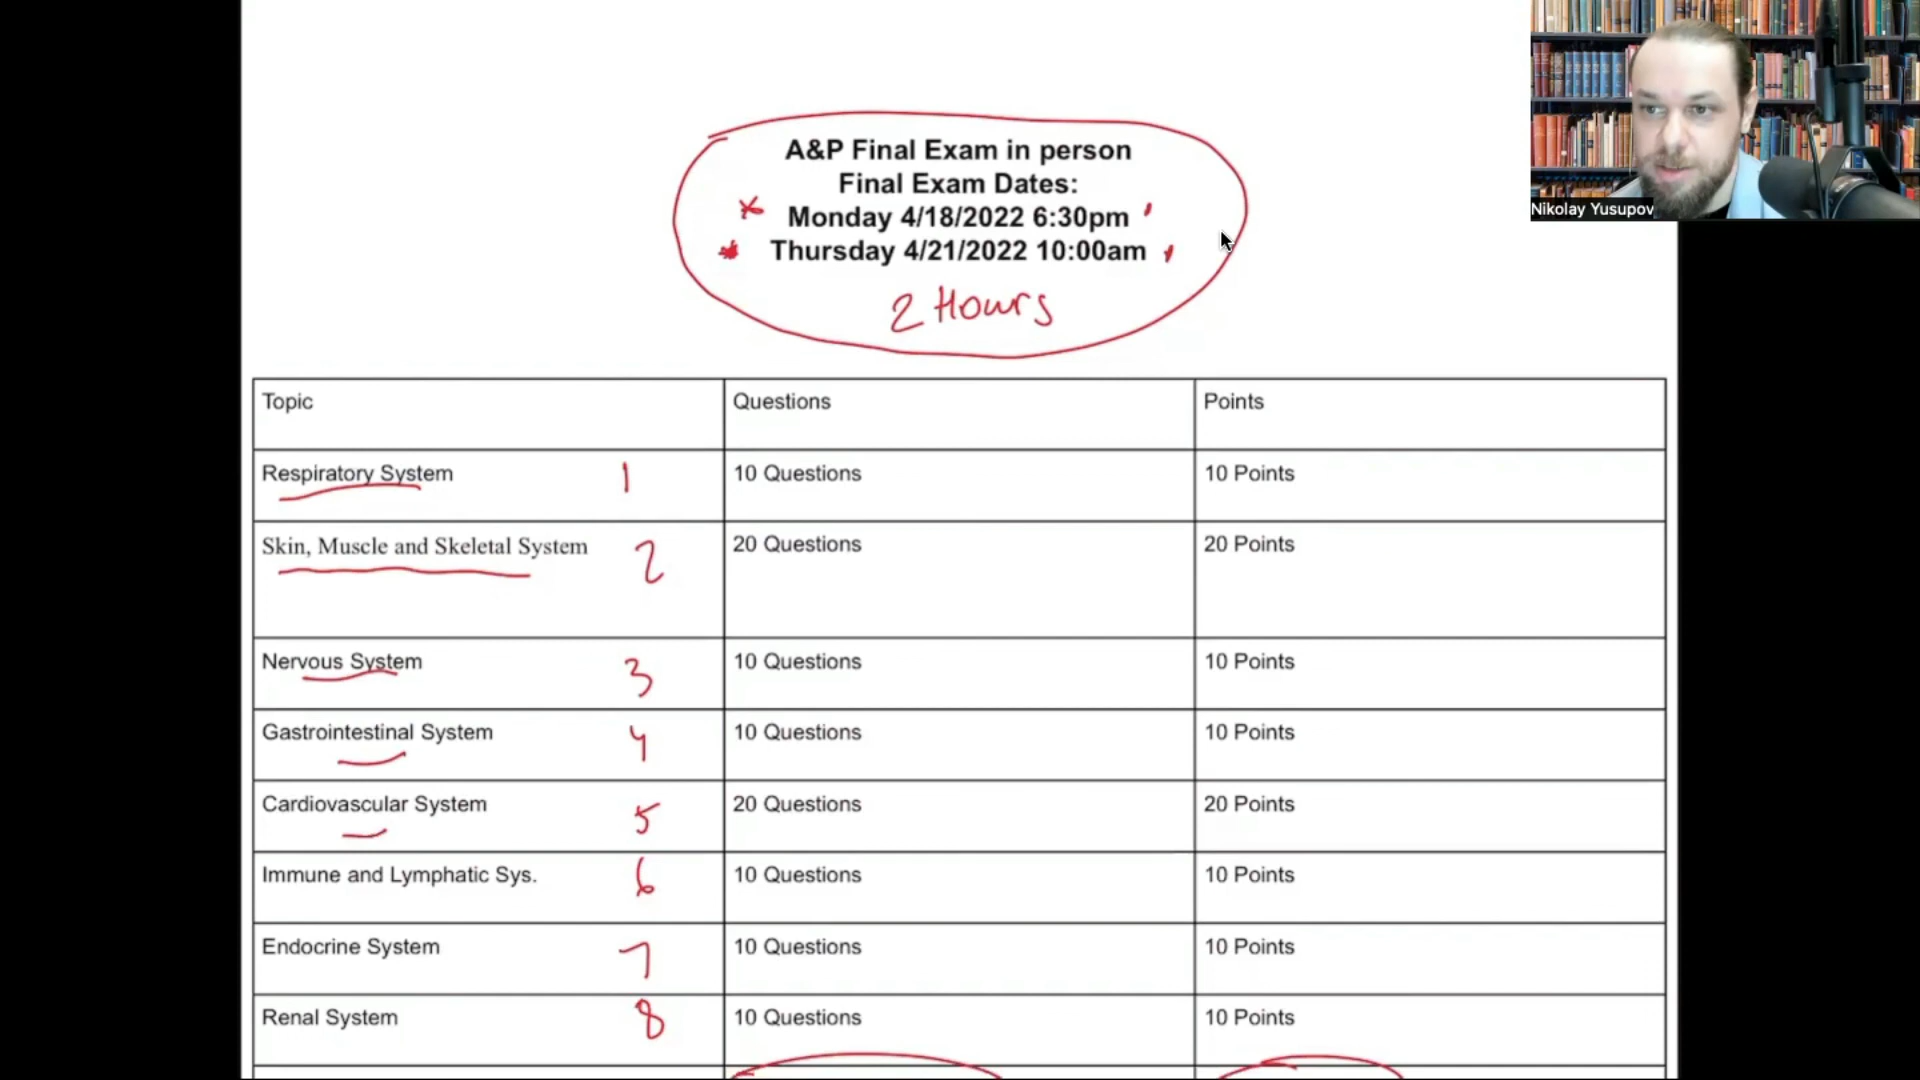 A&P Final Exam in person
Final Exam Dates:
Monday 4/18/2022 6:30pm
Thursday 4/21/2022 10:00am
2 Hours
Nikolay Yusupov
Topic Questions Points
Respiratory System 1 10 Questions 10 Points
Skin, Muscle and Skeletal System 2 20 Questions 20 Points
Nervous System 3 10 Questions 10 Points
Gastrointestinal System 4 10 Questions 10 Points
Cardiovascular System 5 20 Questions 20 Points
Immune and Lymphatic Sys. 6 10 Questions 10 Points
Endocrine System 7 10 Questions 10 Points
Renal System 8 10 Questions 10 Points